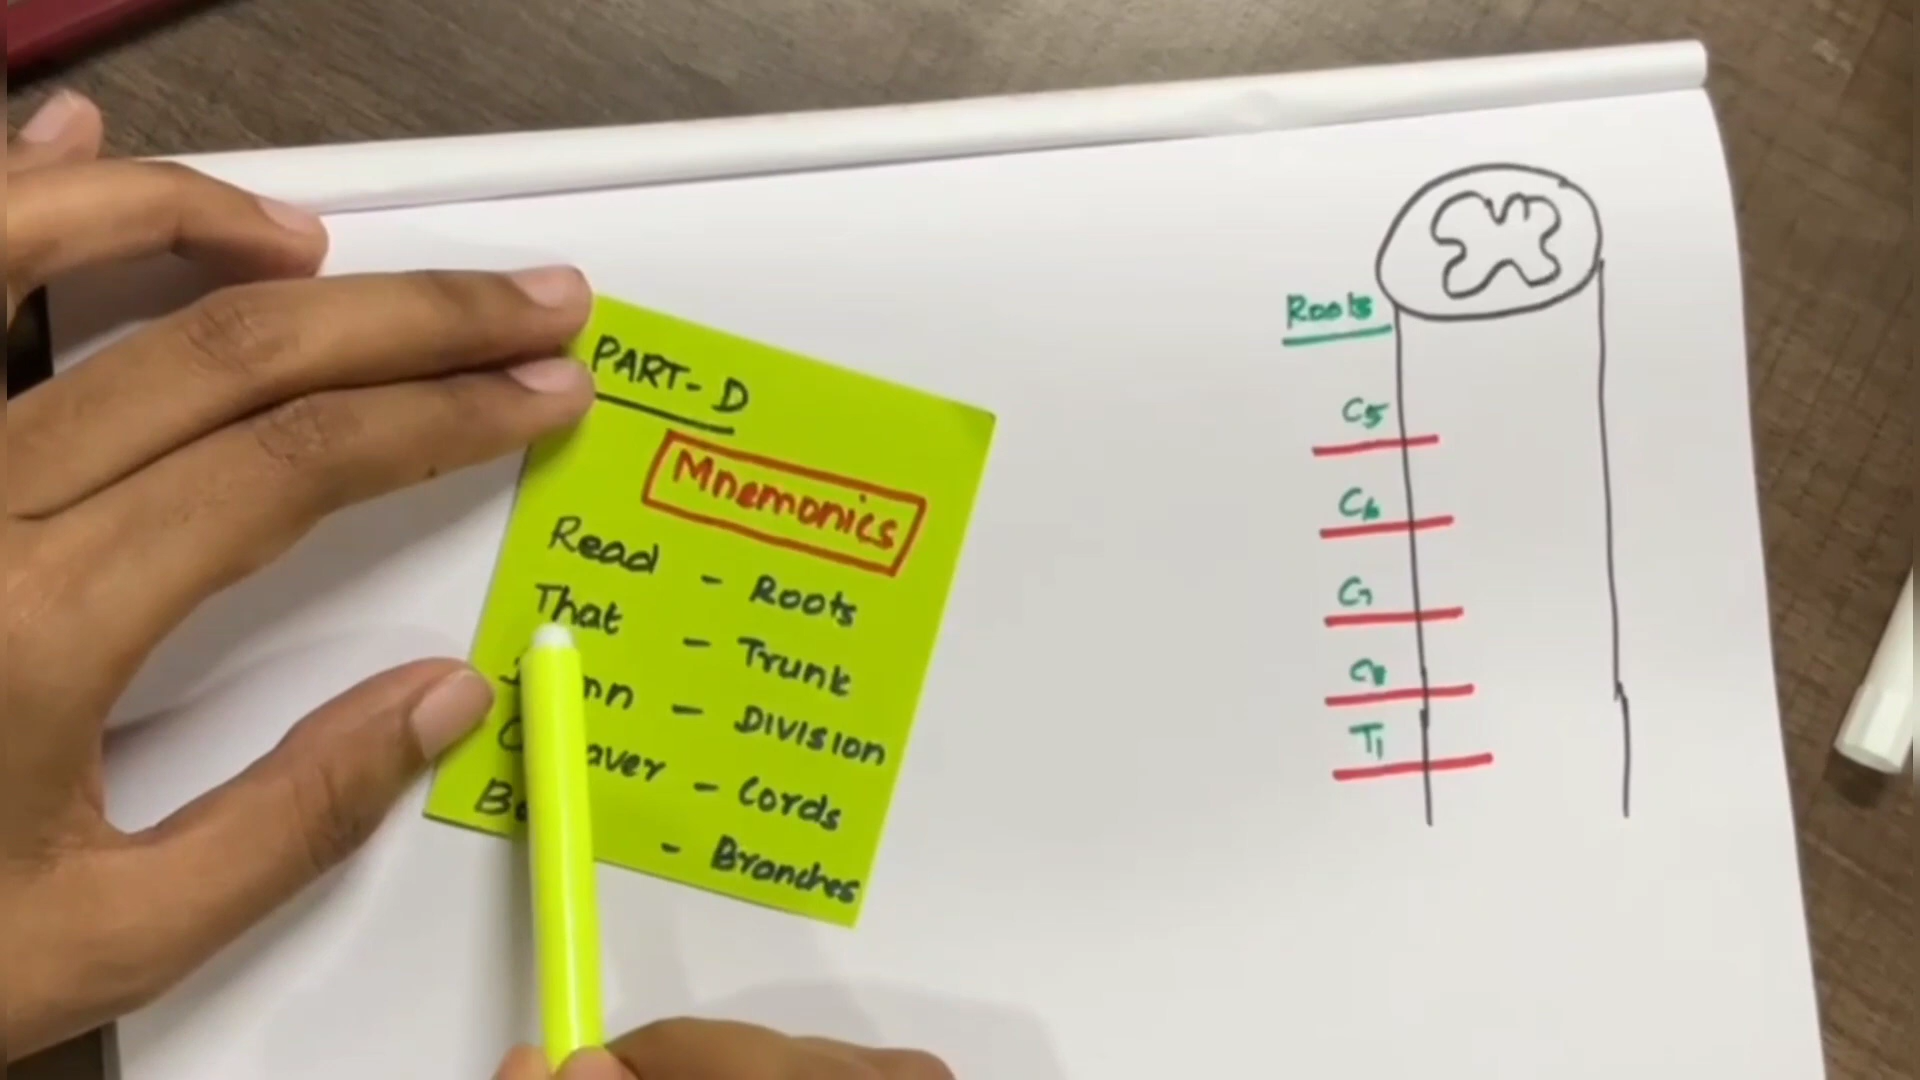 PART- D
Mnemonics
Read - Roots
That - Trunk
- DIVISION
- Cords
- Branches
Roots
C5
C6
C7
C8
T1